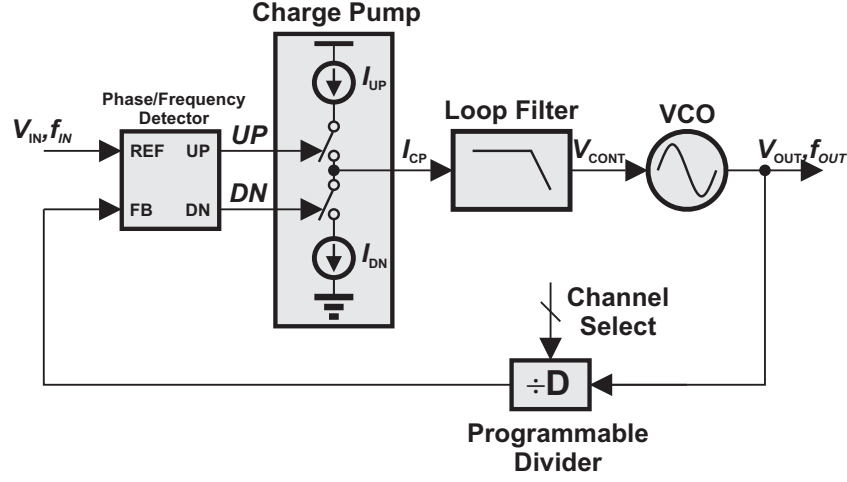 Charge Pump
I_UP
Phase/Frequency
Detector
V_IN, f_IN
REF UP
UP
FB DN
DN
I_CP
Loop Filter
V_CONT
VCO
V_OUT, f_OUT
I_DN
Channel
Select
÷D
Programmable
Divider